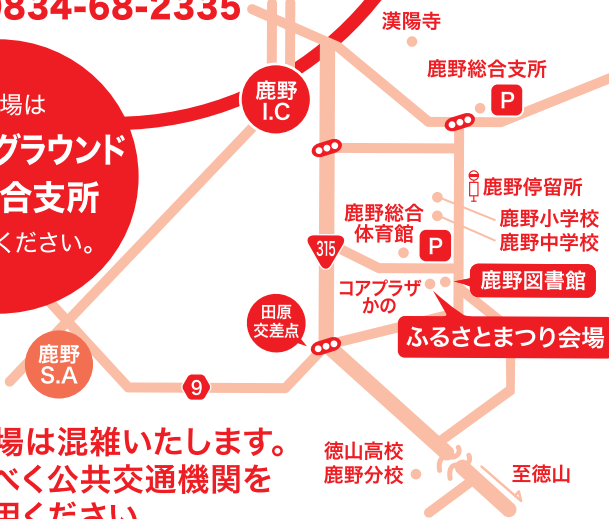 0834-68-2335
漢陽寺
鹿野総合支所
P
鹿野
I.C
場は
グラウンド
合支所
ください。
鹿野停留所
鹿野小学校
鹿野中学校
鹿野総合
体育館
P
315
コアプラザ
かの
鹿野図書館
田原
交差点
ふるさとまつり会場
鹿野
S.A
9
場は混雑いたします。
べく公共交通機関を
用ください
徳山高校
鹿野分校
至徳山